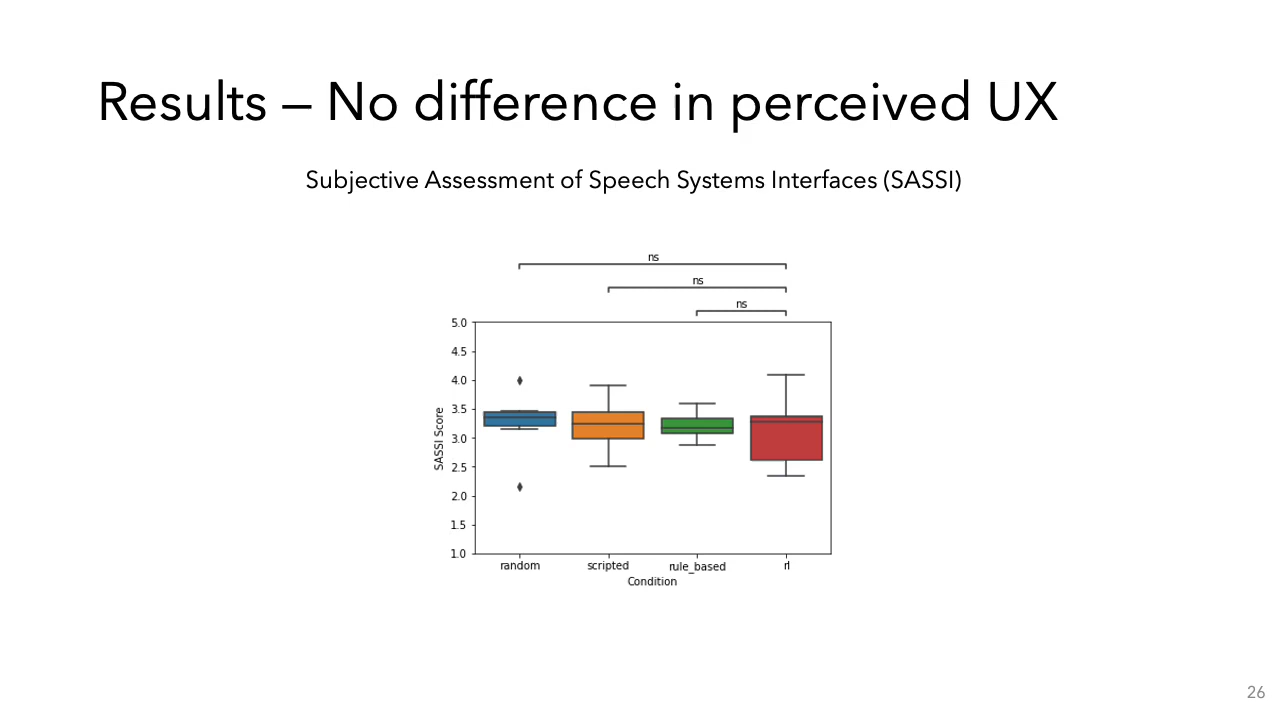 Results – No difference in perceived UX
Subjective Assessment of Speech Systems Interfaces (SASSI)
ns
ns
ns
5.0
4.5
4.0
3.5
3.0
2.5
2.0
1.5
1.0
SASSI Score
random scripted rule_based rl
Condition
26